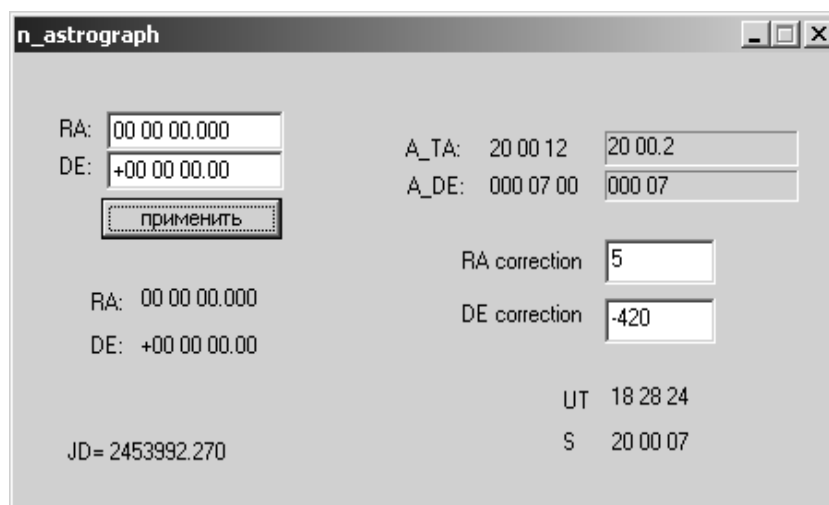 n_astrograph
RA: 00 00 00.000
DE: +00 00 00.00
применить
RA: 00 00 00.000
DE: +00 00 00.00
JD= 2453992.270
A_TA: 20 00 12 20 00.2
A_DE: 000 07 00 000 07
RA correction 5
DE correction -420
UT 18 28 24
S 20 00 07